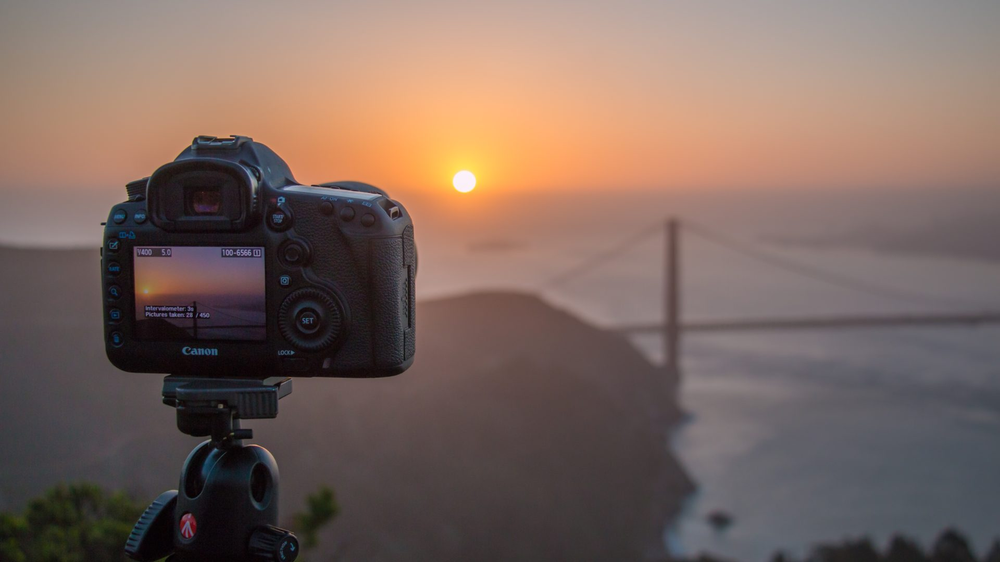 AF-ON
MENU
INFO.
START/
STOP
1/400 5.0 100-6566 1
RATE
Q
Intervalometer: 3s
Pictures taken: 28 / 450
SET
Canon
LOCK
FRICTION